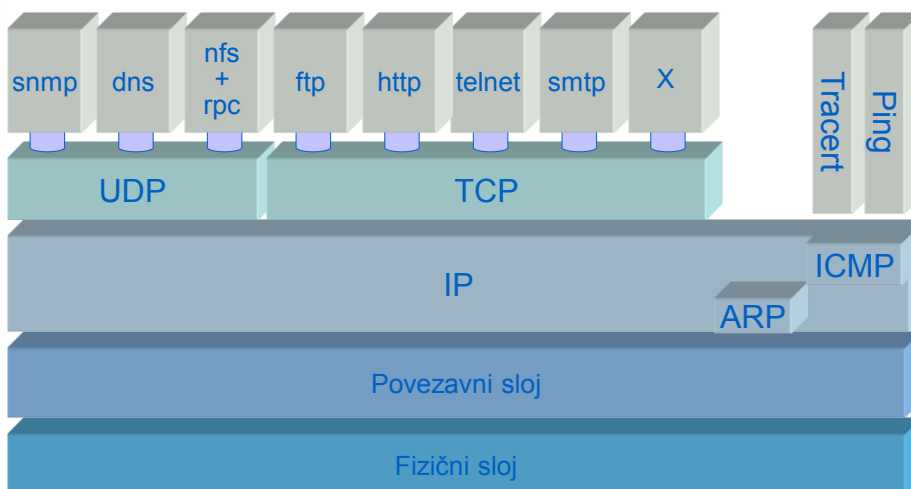 snmp
dns
nfs
+
rpc
ftp
http
telnet
smtp
X
Tracert
Ping
UDP
TCP
IP
ICMP
ARP
Povezavni sloj
Fizični sloj